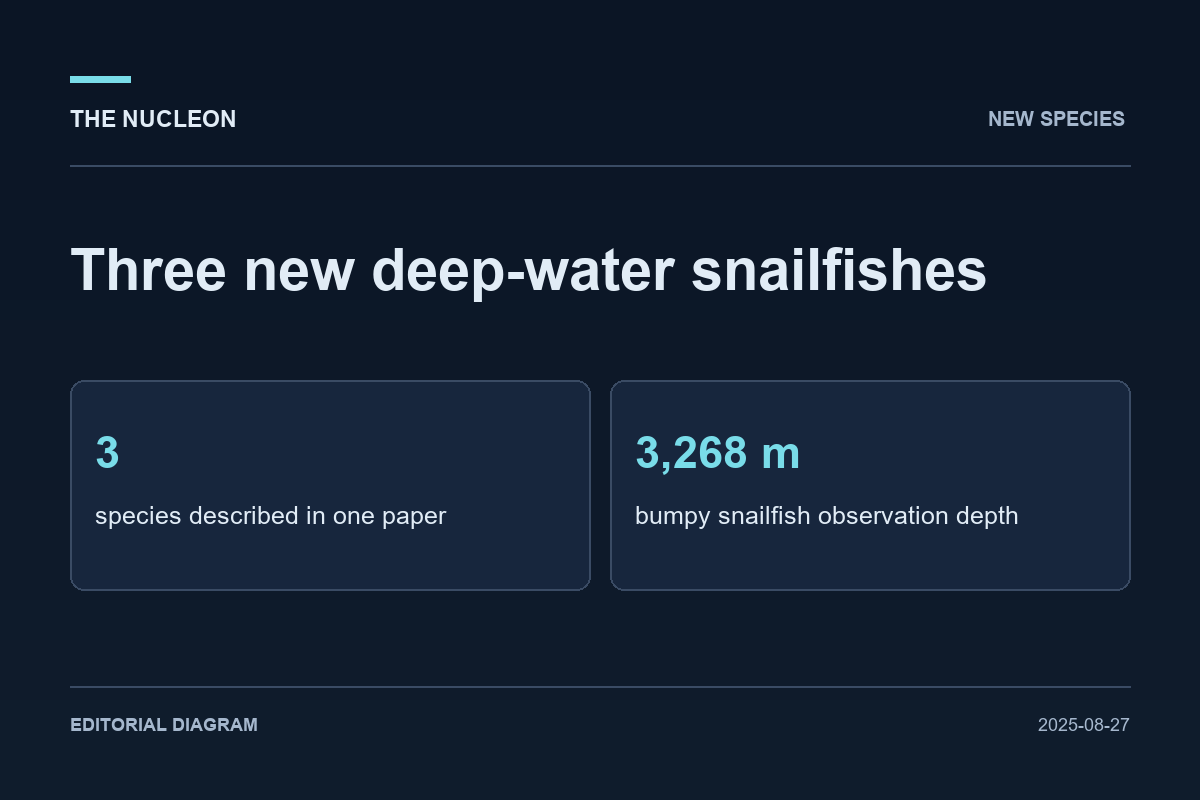 THE NUCLEON
NEW SPECIES
Three new deep-water snailfishes
3
species described in one paper
3,268 m
bumpy snailfish observation depth
EDITORIAL DIAGRAM
2025-08-27